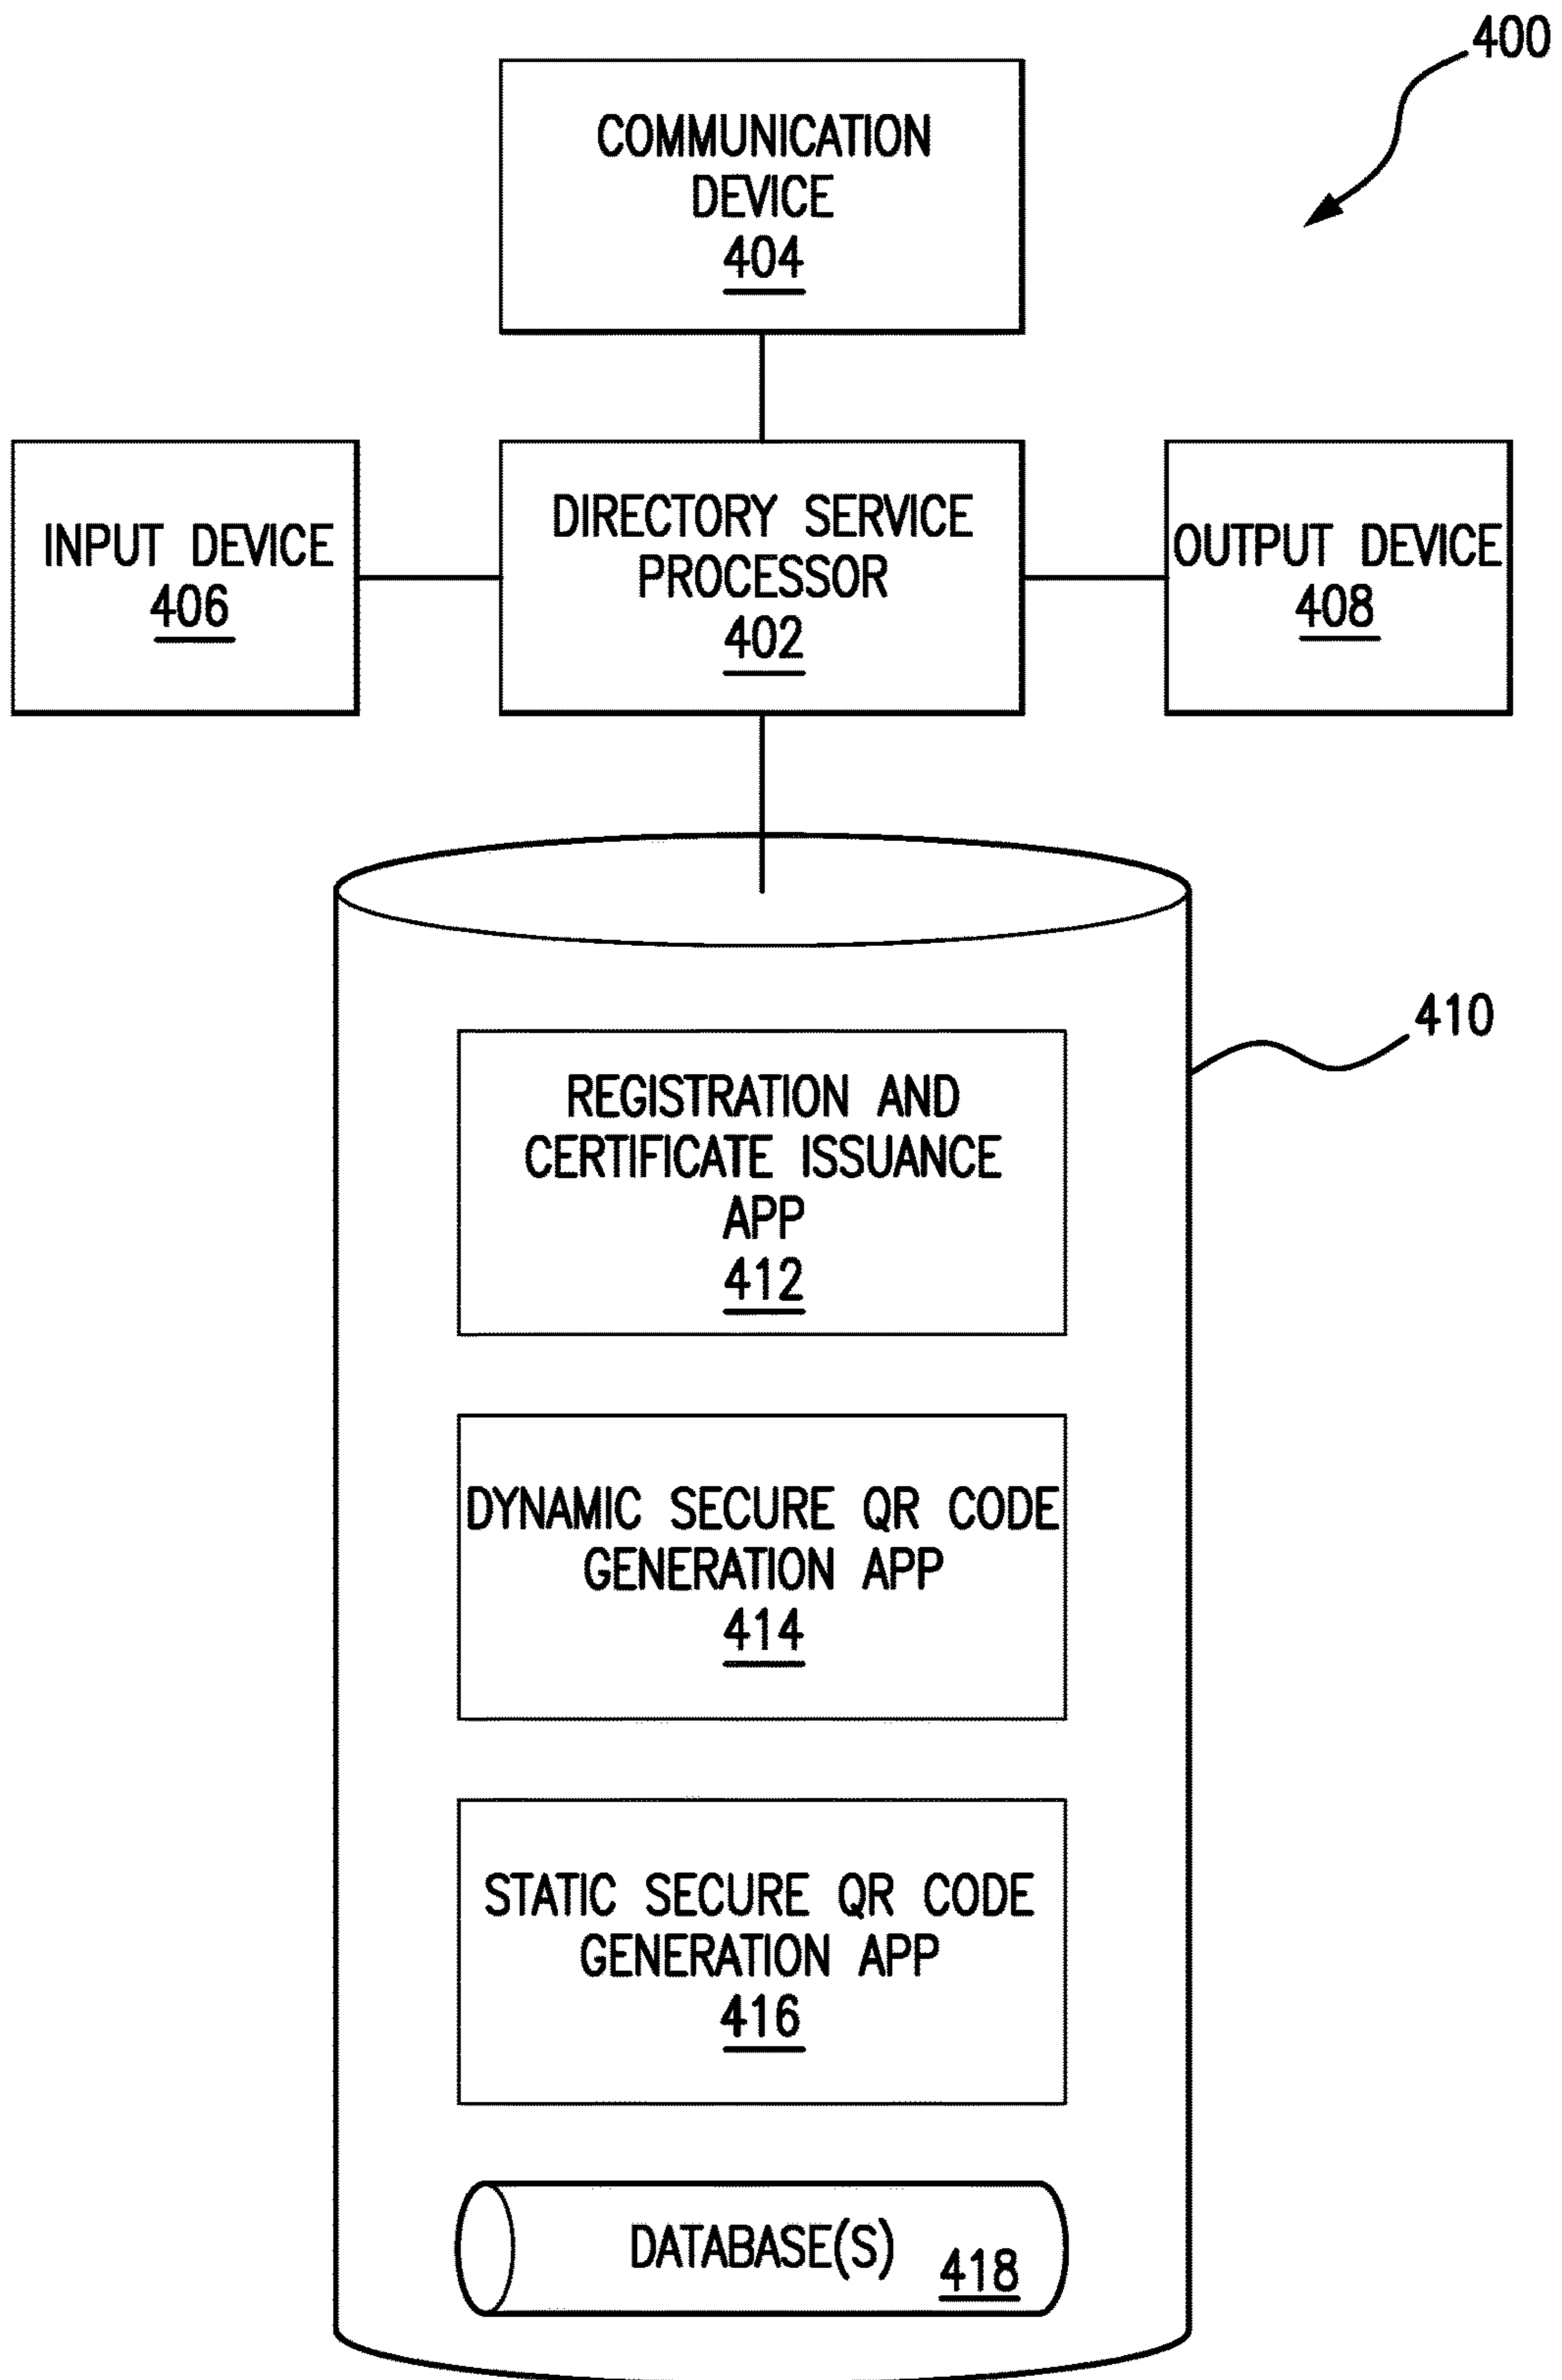 400
COMMUNICATION
DEVICE
404
INPUT DEVICE
406
DIRECTORY SERVICE
PROCESSOR
402
OUTPUT DEVICE
408
410
REGISTRATION AND
CERTIFICATE ISSUANCE
APP
412
DYNAMIC SECURE QR CODE
GENERATION APP
414
STATIC SECURE QR CODE
GENERATION APP
416
DATABASE(S) 418